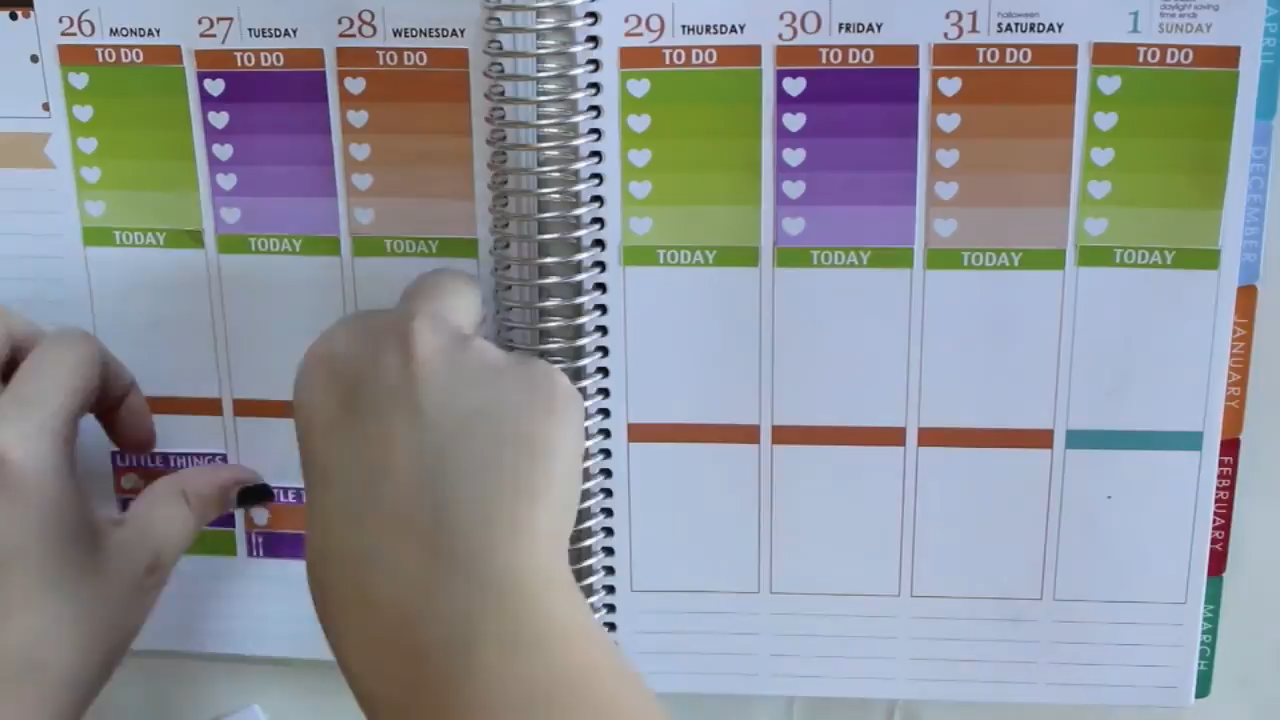 26 MONDAY 27 TUESDAY 28 WEDNESDAY
halloween
daylight saving
time ends
29 THURSDAY 30 FRIDAY 31 SATURDAY 1 SUNDAY
TO DO TO DO TO DO TO DO TO DO TO DO TO DO
TODAY TODAY TODAY TODAY TODAY TODAY TODAY
LITTLE THINGS
TLE T
APRIL
DECEMBER
JANUARY
FEBRUARY
MARCH